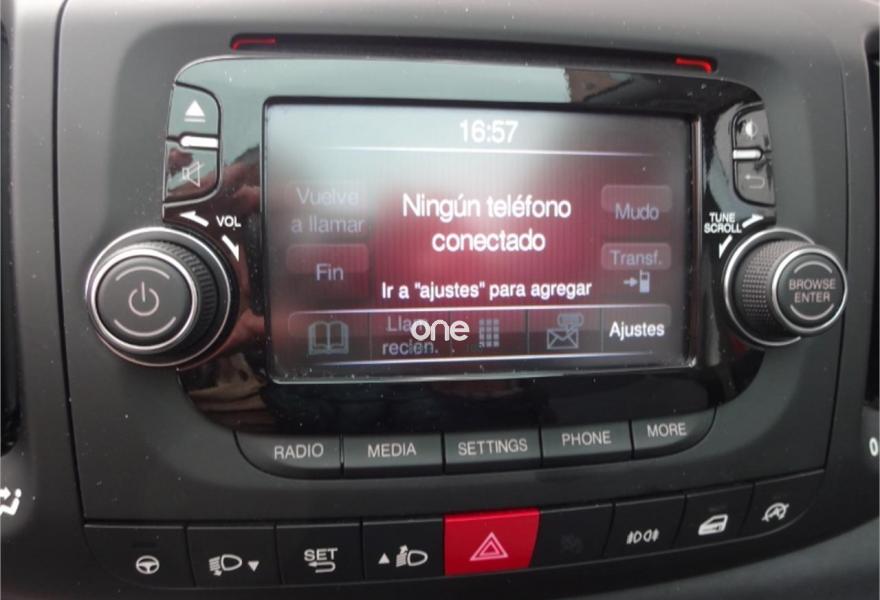 16:57
VOL
TUNE
SCROLL
Vuelve
a llamar
Ningún teléfono
conectado
Mudo
Fin
Transf.
Ir a "ajustes" para agregar
BROWSE
ENTER
one
recien.
Ajustes
RADIO
MEDIA
SETTINGS
PHONE
MORE
SET